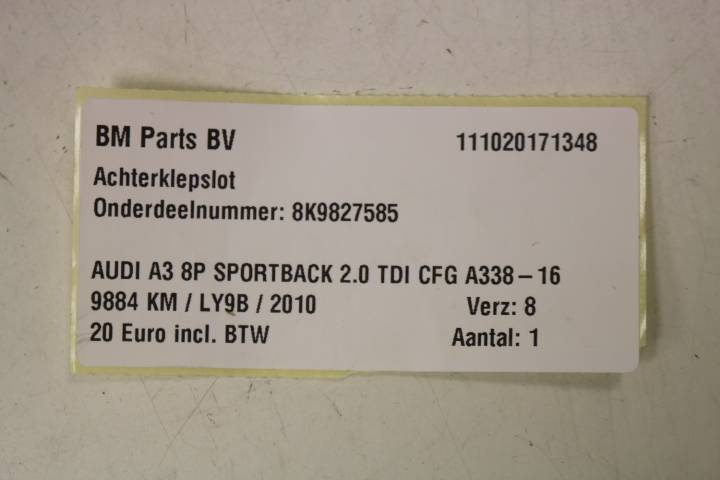 BM Parts BV 111020171348
Achterklepslot
Onderdeelnummer: 8K9827585
AUDI A3 8P SPORTBACK 2.0 TDI CFG A338-16
9884 KM / LY9B / 2010 Verz: 8
20 Euro incl. BTW Aantal: 1